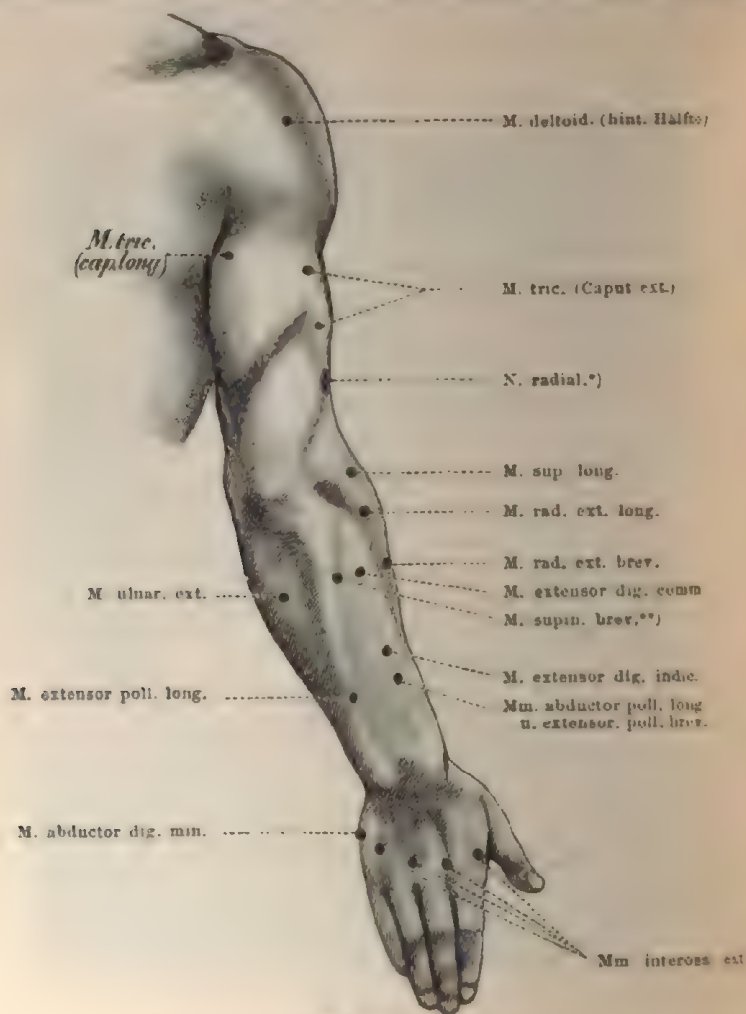 M. deltoid. (hint. Hälfte)
M. tric.
(cap. long)
M. tric. (Caput ext.)
N. radial.*)
M. sup long.
M. rad. ext. long.
M. rad. ext. brev.
M. extensor dig. comm
M. supin. brev.**)
M ulnar. ext.
M. extensor dig. indic.
Mm. abductor poll. long
u. extensor. poll. brev.
M. extensor poll. long.
M. abductor dig. min.
Mm inteross ext